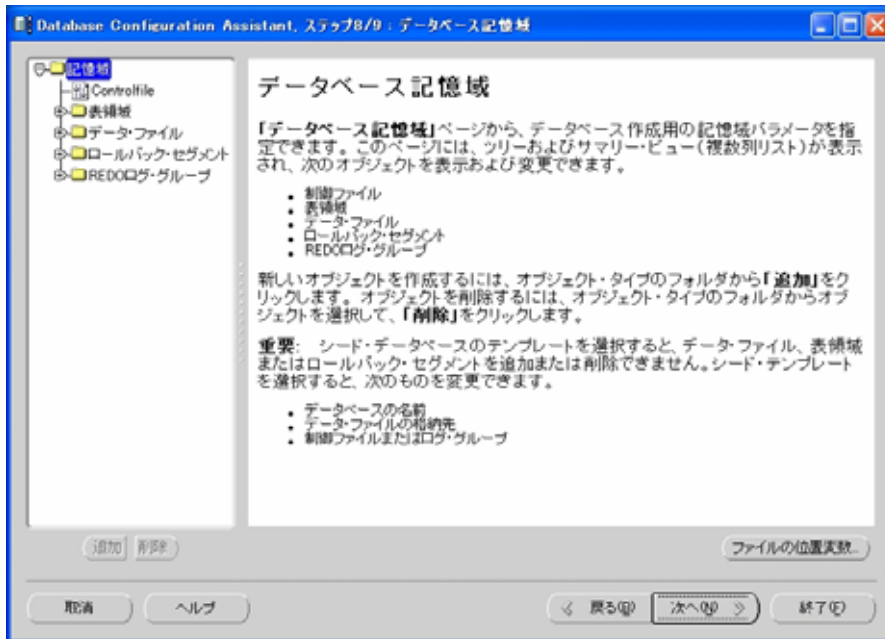 Database Configuration Assistant, ステップ8/9 : データベース記憶域
記憶域
Controlfile
表領域
データ・ファイル
ロールバック・セグメント
REDOログ・グループ
データベース記憶域
「データベース記憶域」ページから、データベース作成用の記憶域パラメータを指
定できます。このページには、ツリーおよびサマリー・ビュー(複数列リスト)が表示
され、次のオブジェクトを表示および変更できます。
• 制御ファイル
• 表領域
• データ・ファイル
• ロールバック・セグメント
• REDOログ・グループ
新しいオブジェクトを作成するには、オブジェクト・タイプのフォルダから「追加」をク
リックします。オブジェクトを削除するには、オブジェクト・タイプのフォルダからオブ
ジェクトを選択して、「削除」をクリックします。
重要: シード・データベースのテンプレートを選択すると、データ・ファイル、表領域
またはロールバック・セグメントを追加または削除できません。シード・テンプレート
を選択すると、次のものを変更できます。
• データベースの名前
• データ・ファイルの格納先
• 制御ファイルまたはログ・グループ
追加 削除
ファイルの位置変数...
取消 ヘルプ 戻る(B) 次へ(N) 終了(F)